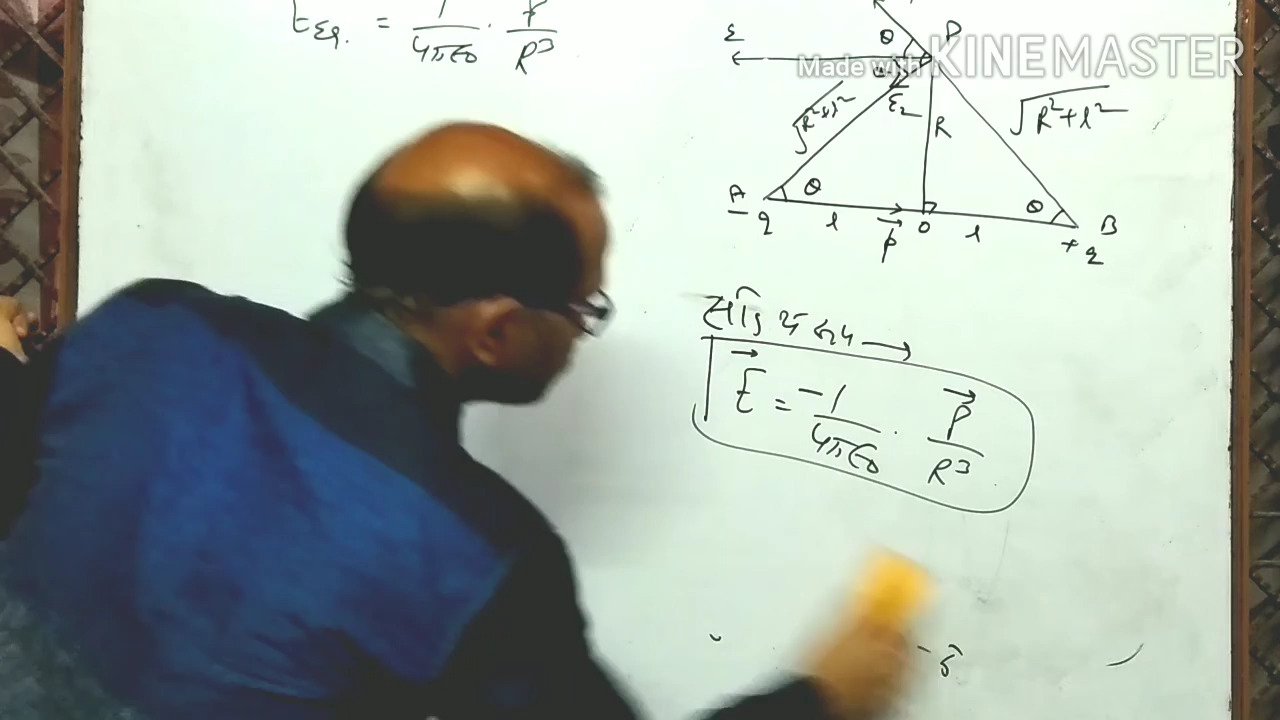 E_Eq. = 1/4πε0 · P/R³
Made with KINEMASTER
E θ P
E₂ R
√R²+l² √R²+l²
A θ θ B
-q l p⃗ O l +q
सदिश रूप →
E⃗ = -1/4πε0 · P⃗/R³